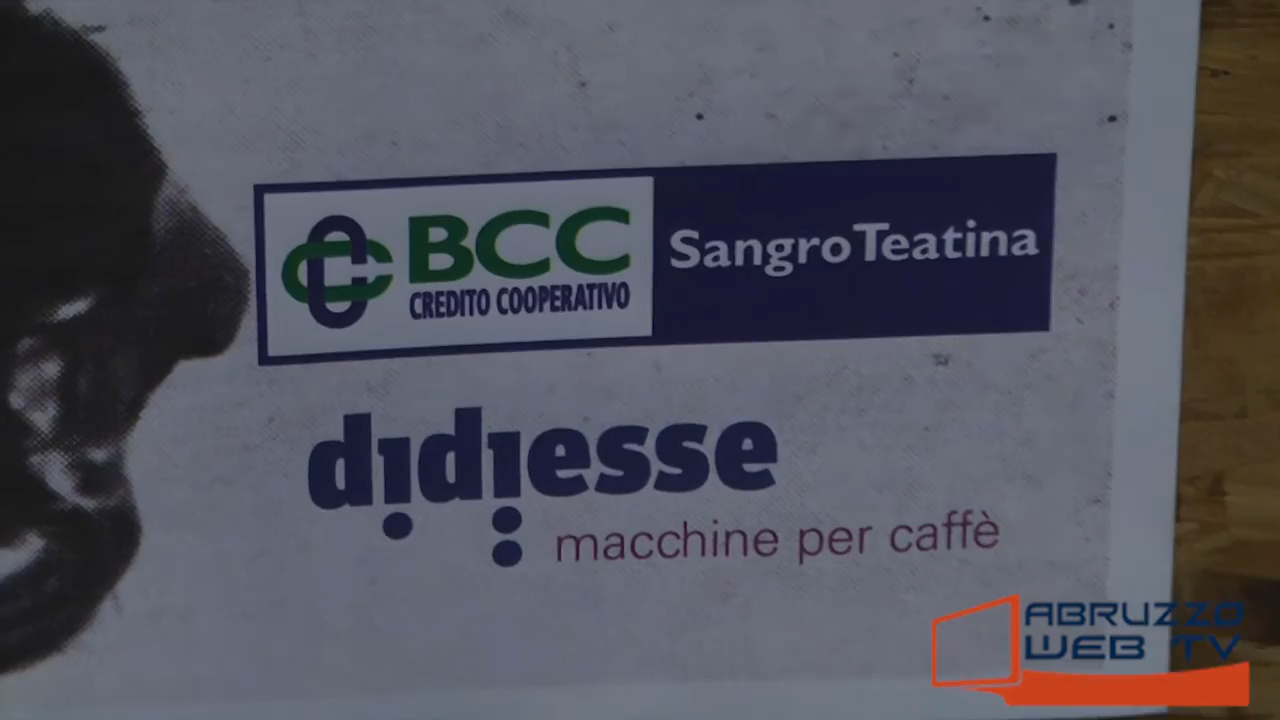 BCC
CREDITO COOPERATIVO
SangroTeatina
didiesse
macchine per caffè
ABRUZZO
WEB TV